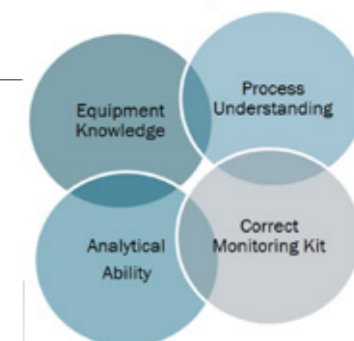 Equipment
Knowledge
Process
Understanding
Analytical
Ability
Correct
Monitoring Kit